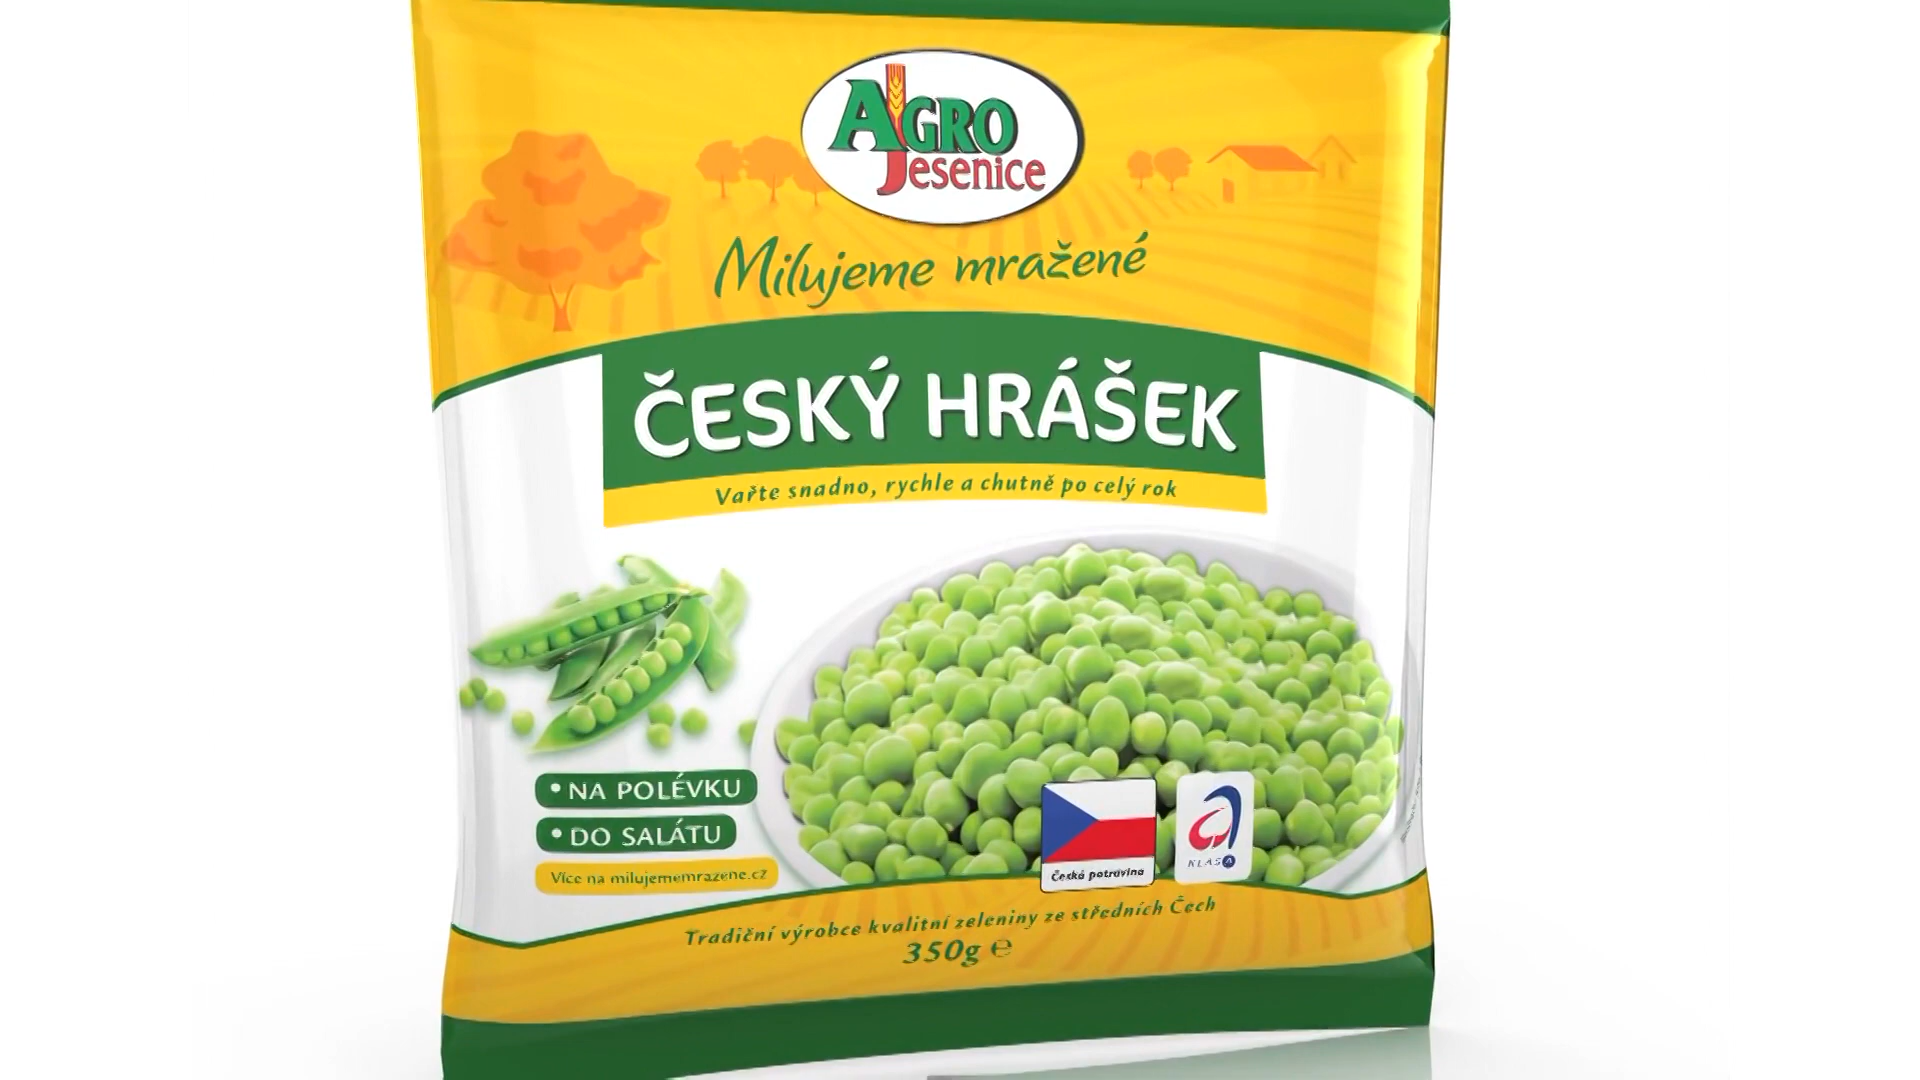 AGRO
Jesenice
Milujeme mražené
ČESKÝ HRÁŠEK
Vařte snadno, rychle a chutně po celý rok
• NA POLÉVKU
• DO SALÁTU
Více na milujememrazene.cz
Česká potravina
KLASA
Tradiční výrobce kvalitní zeleniny ze středních Čech
350g ℮